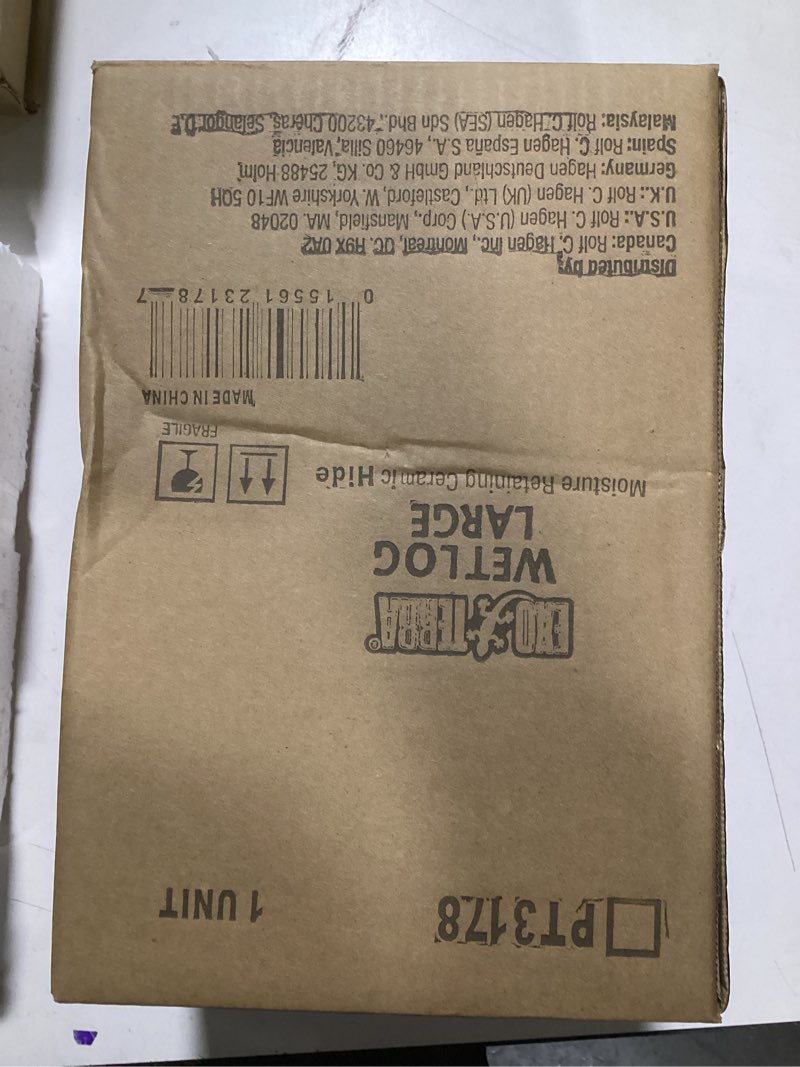 PT3178
1 UNIT
EXO TERRA®
WET LOG
LARGE
Moisture Retaining Ceramic Hide
FRAGILE
MADE IN CHINA
0 15561 23178 7
Distributed by:
Canada: Rolf C. Hagen Inc., Montreal, QC. H9X 0A2
U.S.A.: Rolf C. Hagen (U.S.A.) Corp., Mansfield, MA. 02048
U.K.: Rolf C. Hagen (UK) Ltd., Castleford, W. Yorkshire WF10 5QH
Germany: Hagen Deutschland GmbH & Co. KG, 25488 Holm
Spain: Rolf C. Hagen España S.A., 46460 Silla, Valencia
Malaysia: Rolf C. Hagen (SEA) Sdn Bhd., 43200 Cheras, Selangor D.E